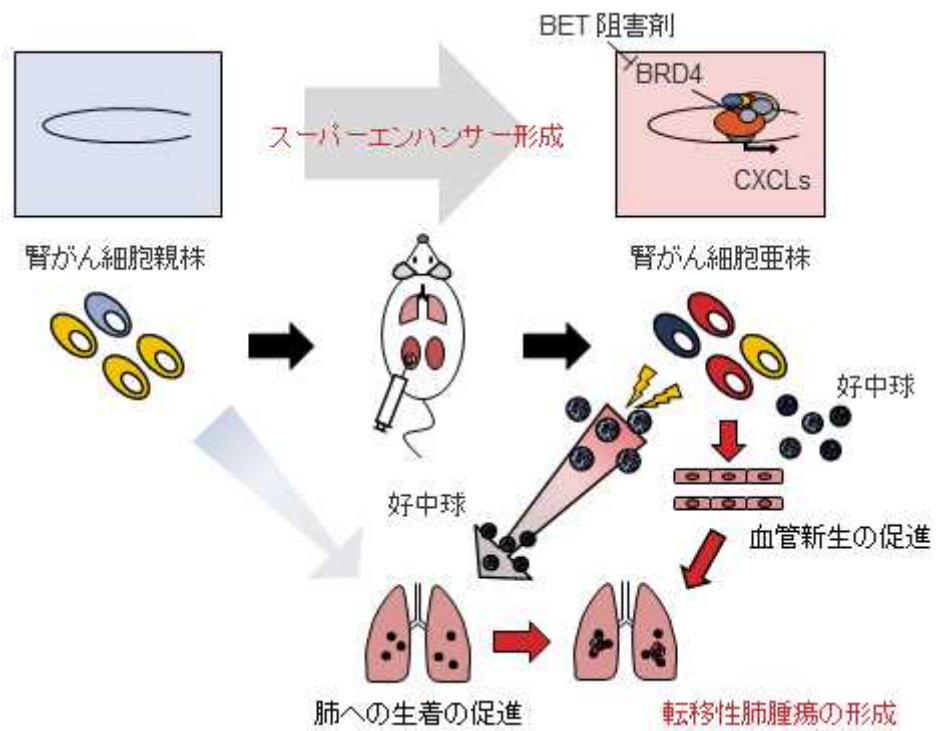 BET 阻害剤
BRD4
スーパーエンハンサー形成
CXCLs
腎がん細胞親株
腎がん細胞亜株
好中球
好中球
血管新生の促進
肺への生着の促進
転移性肺腫瘍の形成